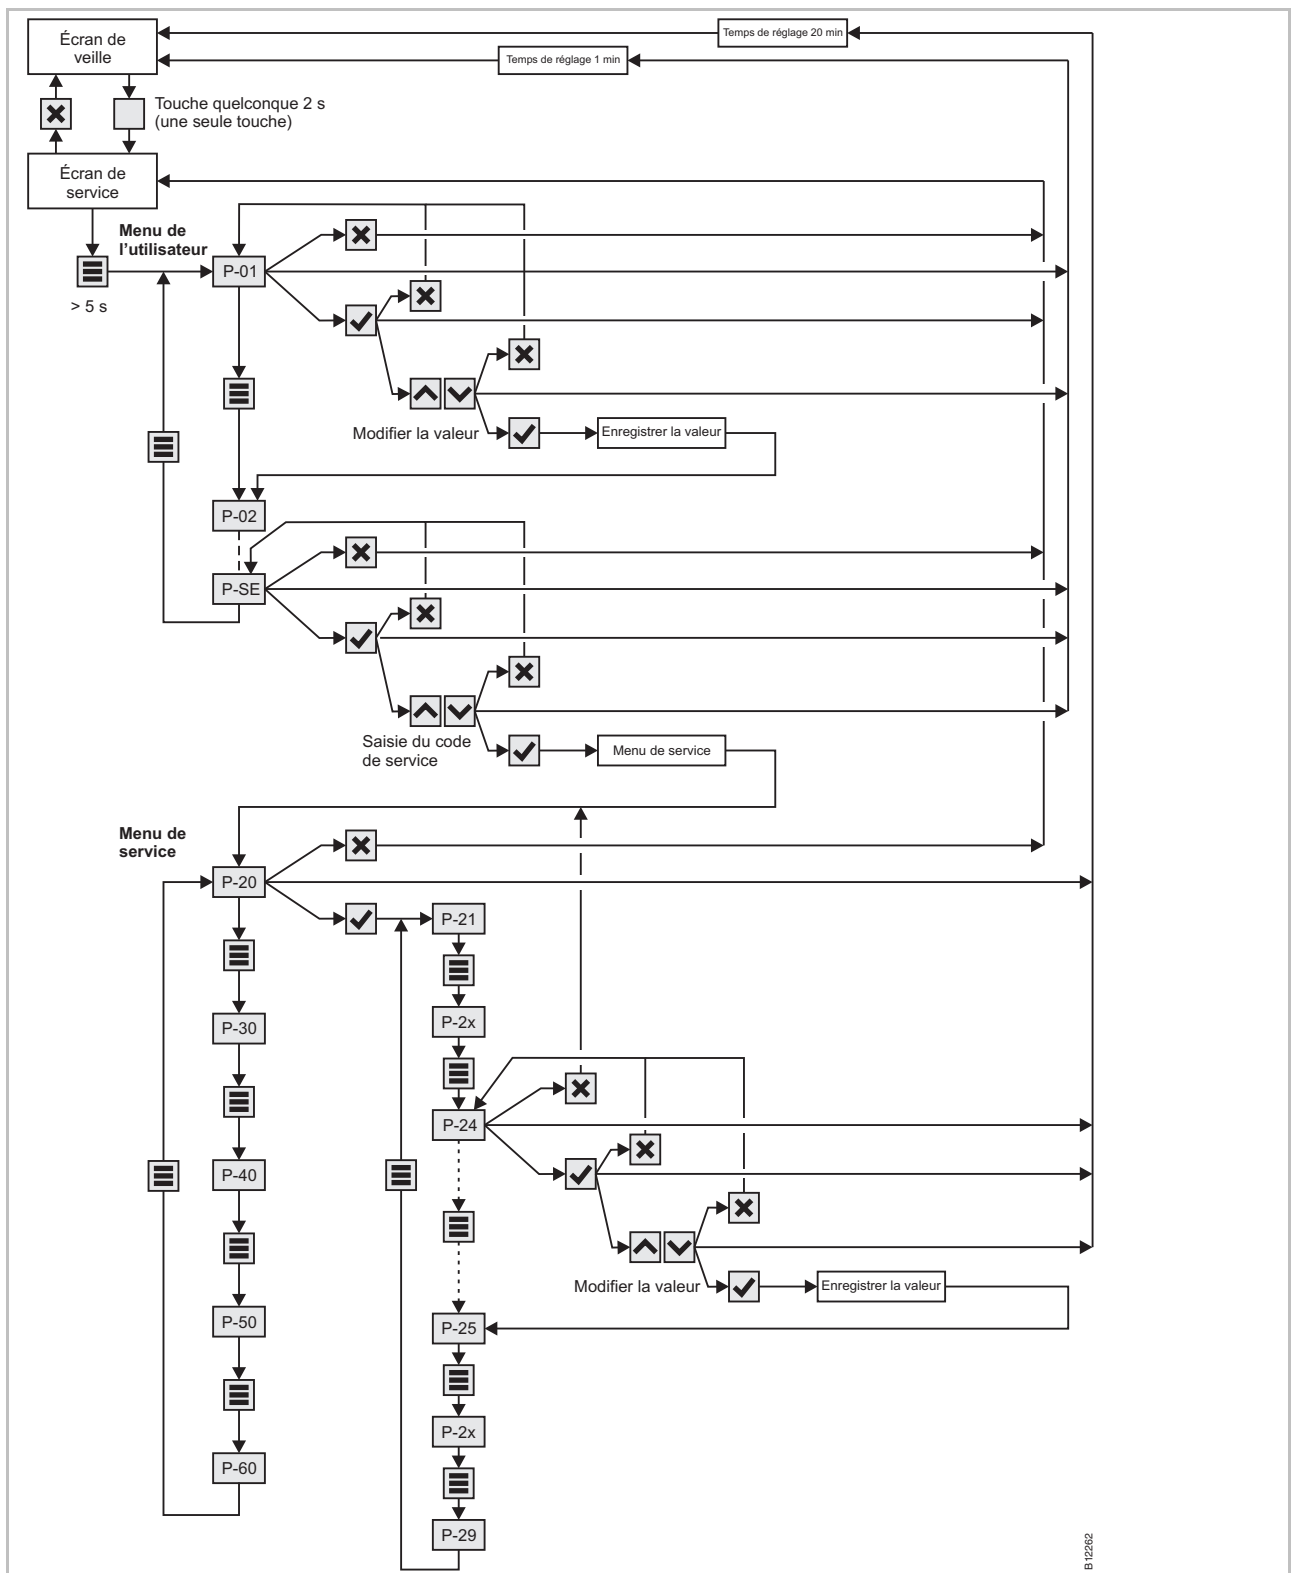 Écran de
veille
Temps de réglage 20 min
Temps de réglage 1 min
Touche quelconque 2 s
(une seule touche)
Écran de
service
Menu de
l'utilisateur
P-01
> 5 s
Modifier la valeur
Enregistrer la valeur
P-02
P-SE
Saisie du code
de service
Menu de service
Menu de
service
P-20
P-21
P-30
P-2x
P-24
P-40
Modifier la valeur
Enregistrer la valeur
P-50
P-25
P-2x
P-60
P-29
B12262